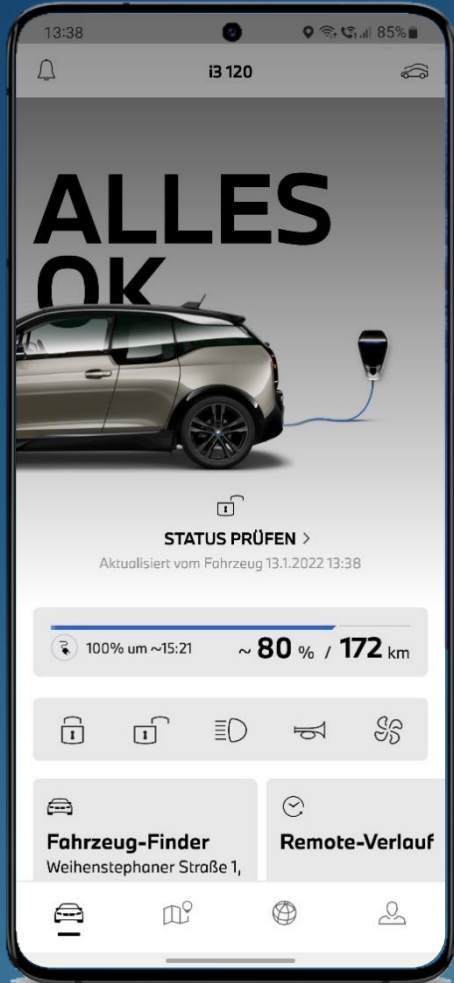 13:38
85%
i3 120
ALLES
OK
STATUS PRÜFEN >
Aktualisiert vom Fahrzeug 13.1.2022 13:38
100% um ~15:21
~ 80 % / 172 km
Fahrzeug-Finder
Weihenstephaner Straße 1,
Remote-Verlauf